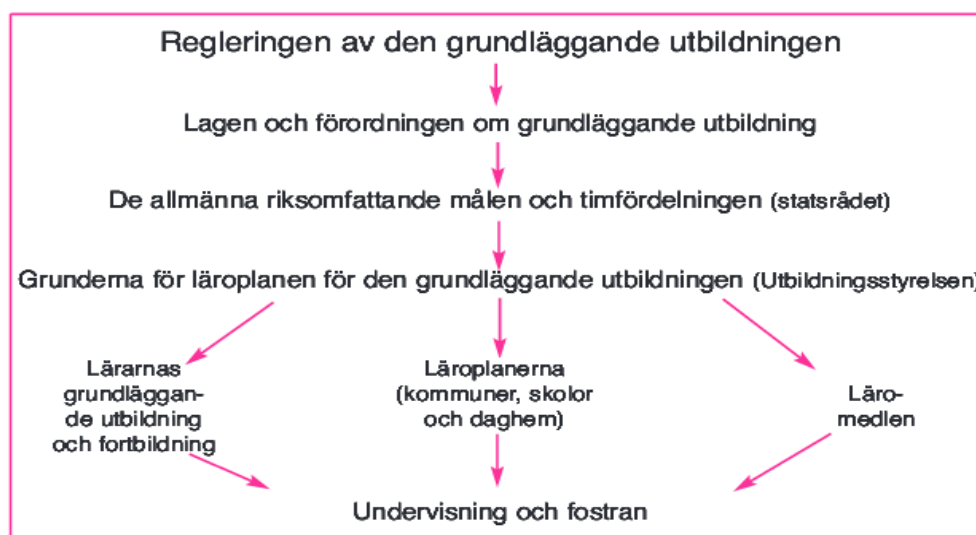 Regleringen av den grundläggande utbildningen
Lagen och förordningen om grundläggande utbildning
De allmänna riksomfattande målen och timfördelningen (statsrådet)
Grunderna för läroplanen för den grundläggande utbildningen (Utbildningsstyrelsen)
Lärarnas
grundläggan-
de utbildning
och fortbildning
Läroplanerna
(kommuner, skolor
och daghem)
Läro-
medlen
Undervisning och fostran